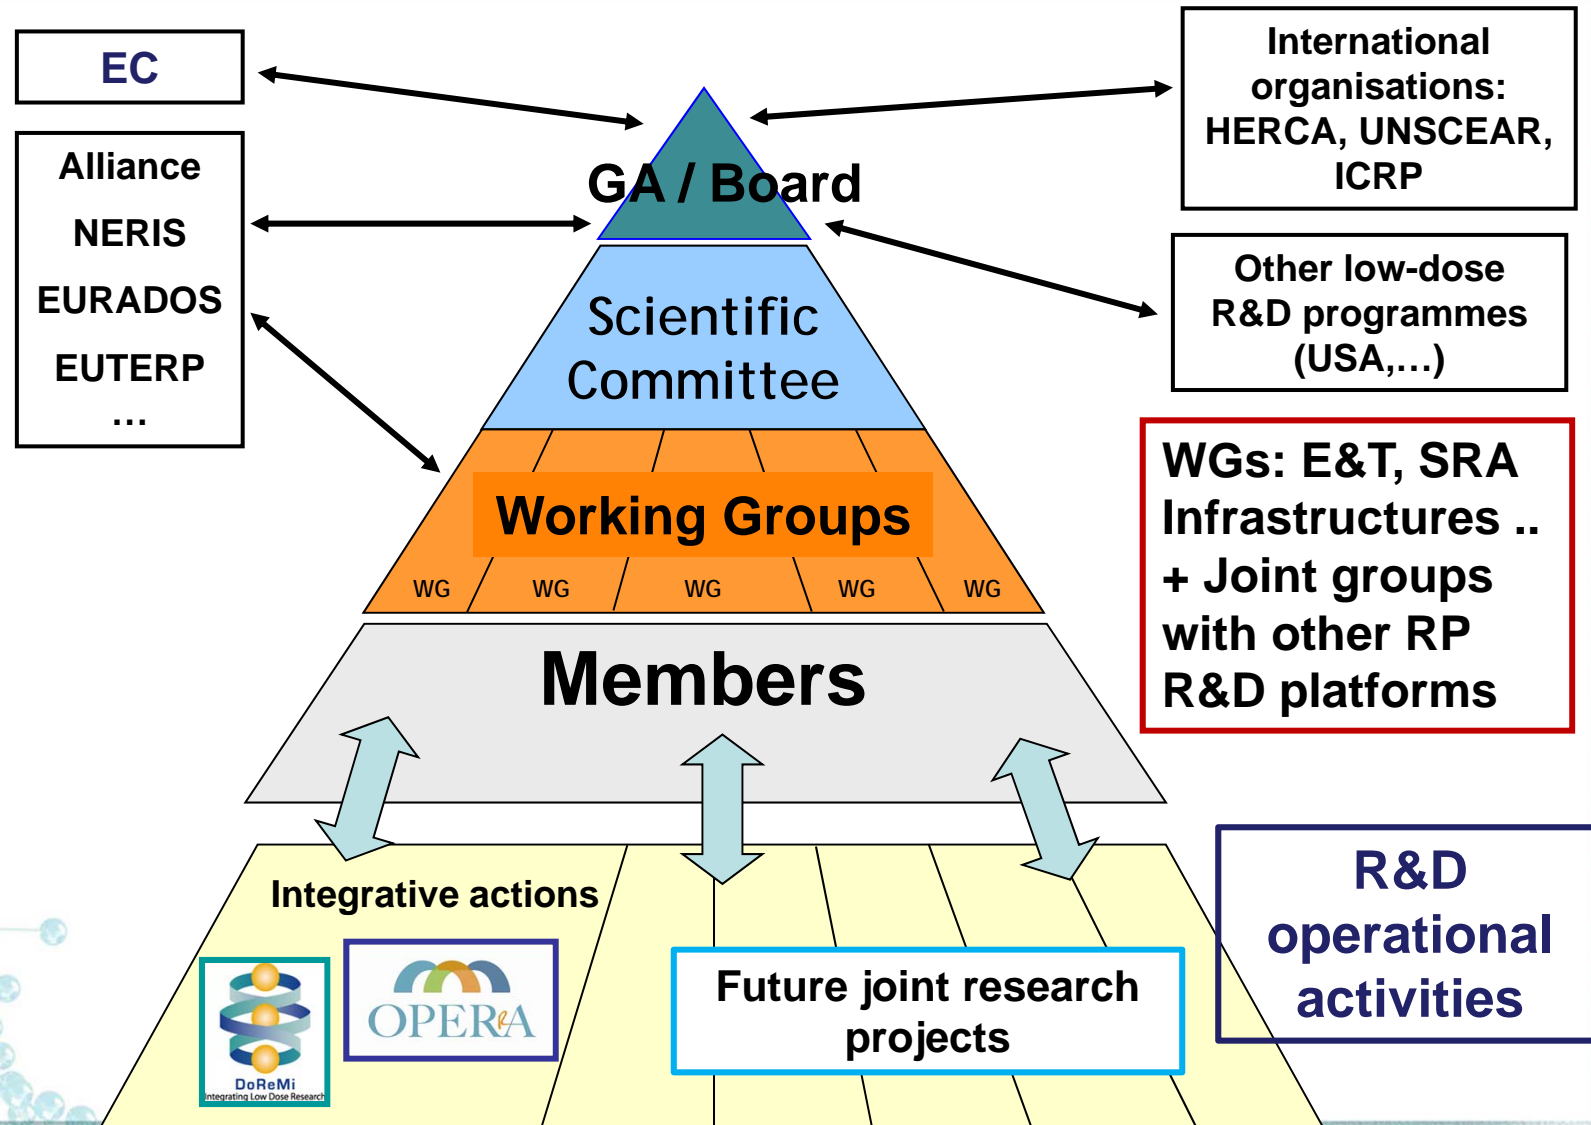 EC
Alliance
NERIS
EURADOS
EUTERP
...
International
organisations:
HERCA, UNSCEAR,
ICRP
Other low-dose
R&D programmes
(USA,...)
GA / Board
Scientific
Committee
Working Groups
WG WG WG WG WG
Members
WGs: E&T, SRA
Infrastructures ..
+ Joint groups
with other RP
R&D platforms
Integrative actions
DoReMi
Integrating Low Dose Research
OPERRA
Future joint research
projects
R&D
operational
activities